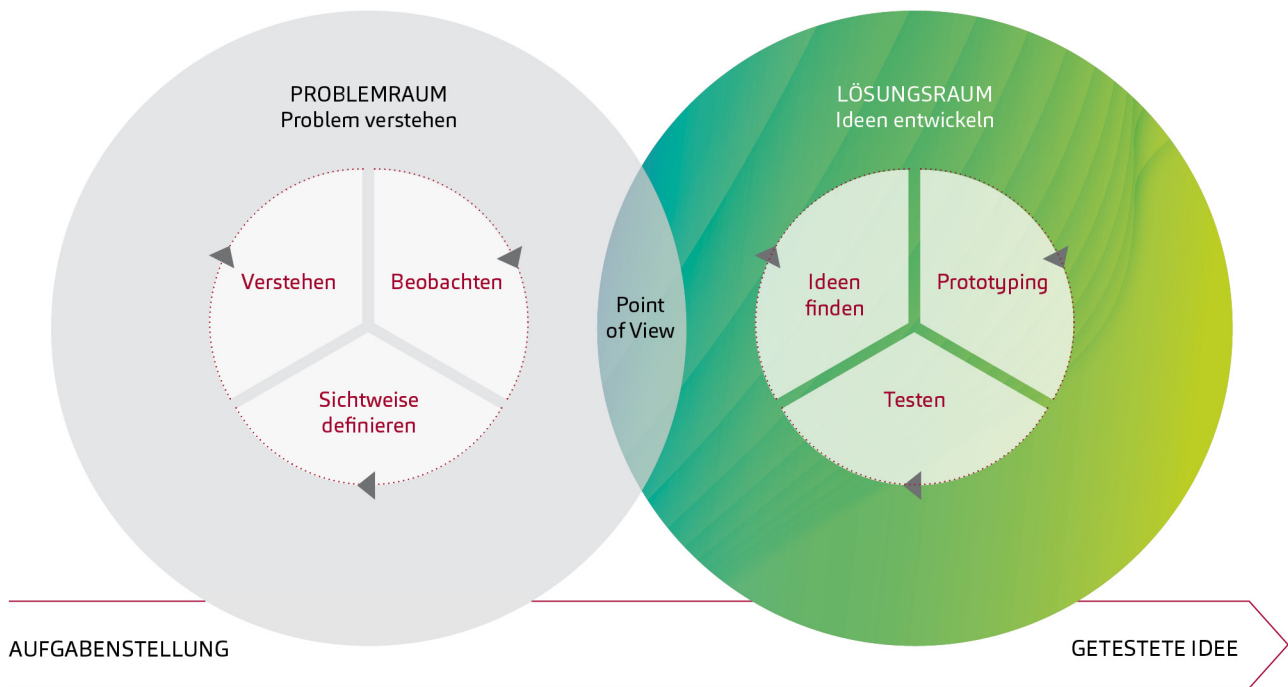 PROBLEMRAUM
Problem verstehen
LÖSUNGSRAUM
Ideen entwickeln
Verstehen
Beobachten
Sichtweise
definieren
Point
of View
Ideen
finden
Prototyping
Testen
AUFGABENSTELLUNG
GETESTETE IDEE